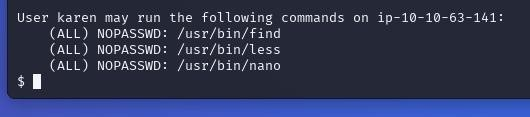 User karen may run the following commands on ip-10-10-63-141:
    (ALL) NOPASSWD: /usr/bin/find
    (ALL) NOPASSWD: /usr/bin/less
    (ALL) NOPASSWD: /usr/bin/nano
$